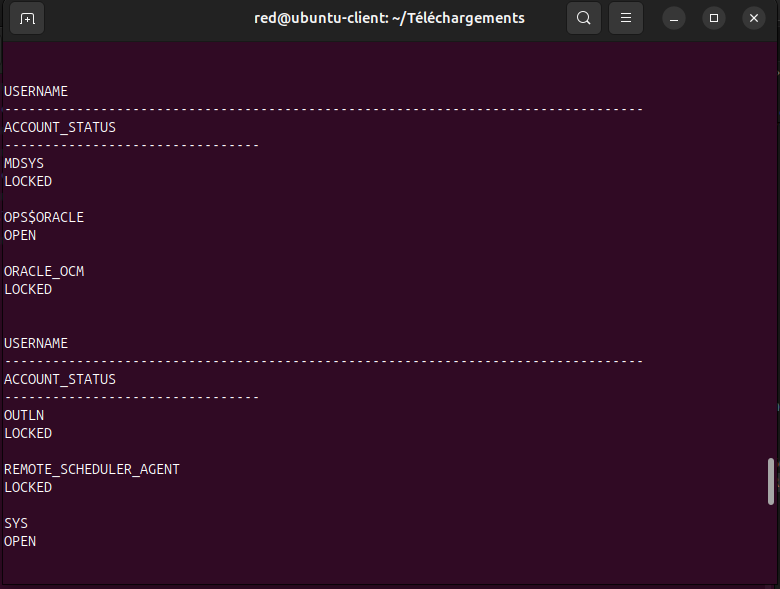 red@ubuntu-client: ~/Téléchargements
USERNAME
--------------------------------------------------------------------------------
ACCOUNT_STATUS
--------------------------------
MDSYS
LOCKED
OPS$ORACLE
OPEN
ORACLE_OCM
LOCKED
USERNAME
--------------------------------------------------------------------------------
ACCOUNT_STATUS
--------------------------------
OUTLN
LOCKED
REMOTE_SCHEDULER_AGENT
LOCKED
SYS
OPEN